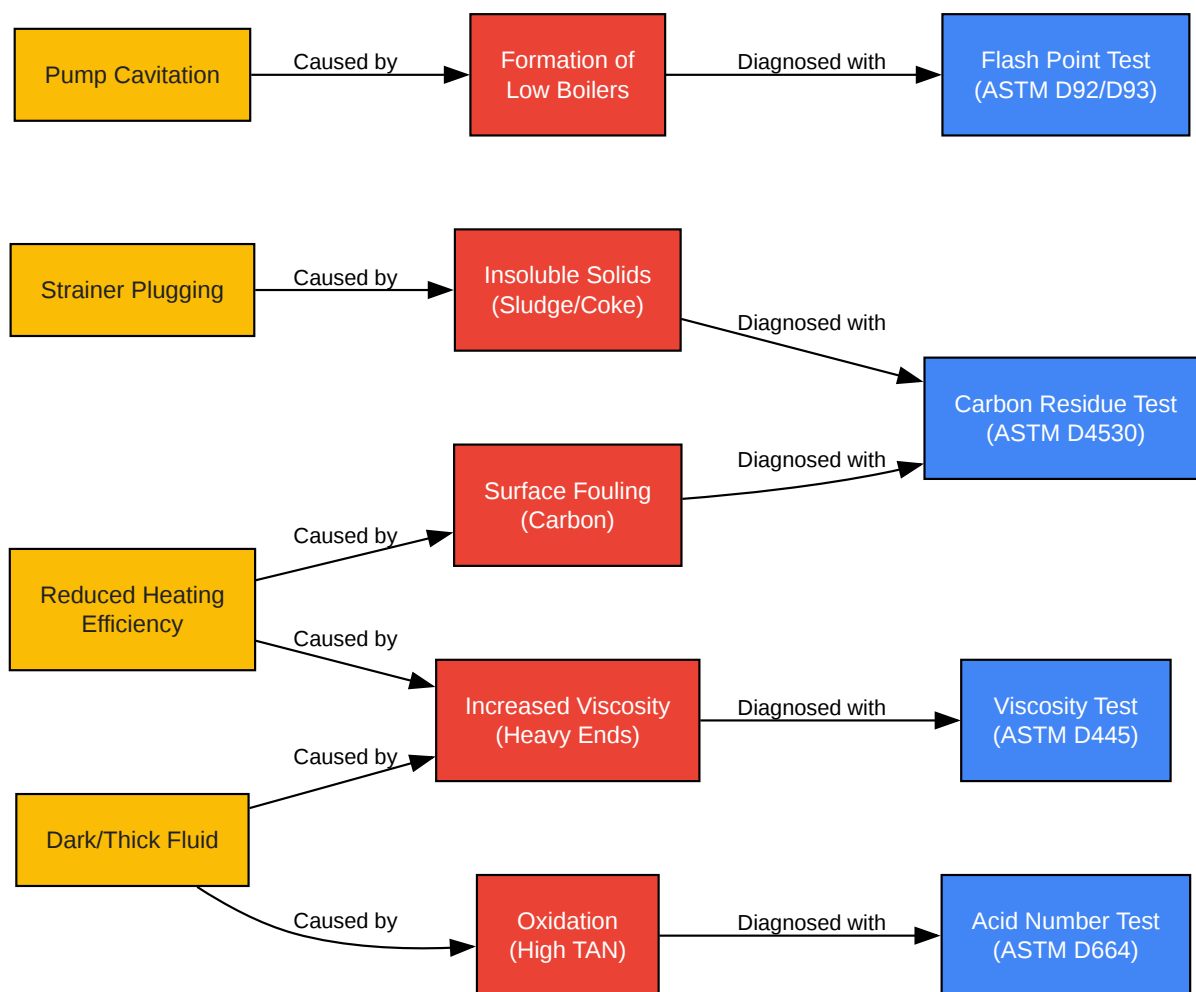 Pump Cavitation
Caused by
Formation of
Low Boilers
Diagnosed with
Flash Point Test
(ASTM D92/D93)
Strainer Plugging
Caused by
Insoluble Solids
(Sludge/Coke)
Diagnosed with
Carbon Residue Test
(ASTM D4530)
Surface Fouling
(Carbon)
Diagnosed with
Reduced Heating
Efficiency
Caused by
Caused by
Increased Viscosity
(Heavy Ends)
Diagnosed with
Viscosity Test
(ASTM D445)
Caused by
Dark/Thick Fluid
Caused by
Oxidation
(High TAN)
Diagnosed with
Acid Number Test
(ASTM D664)